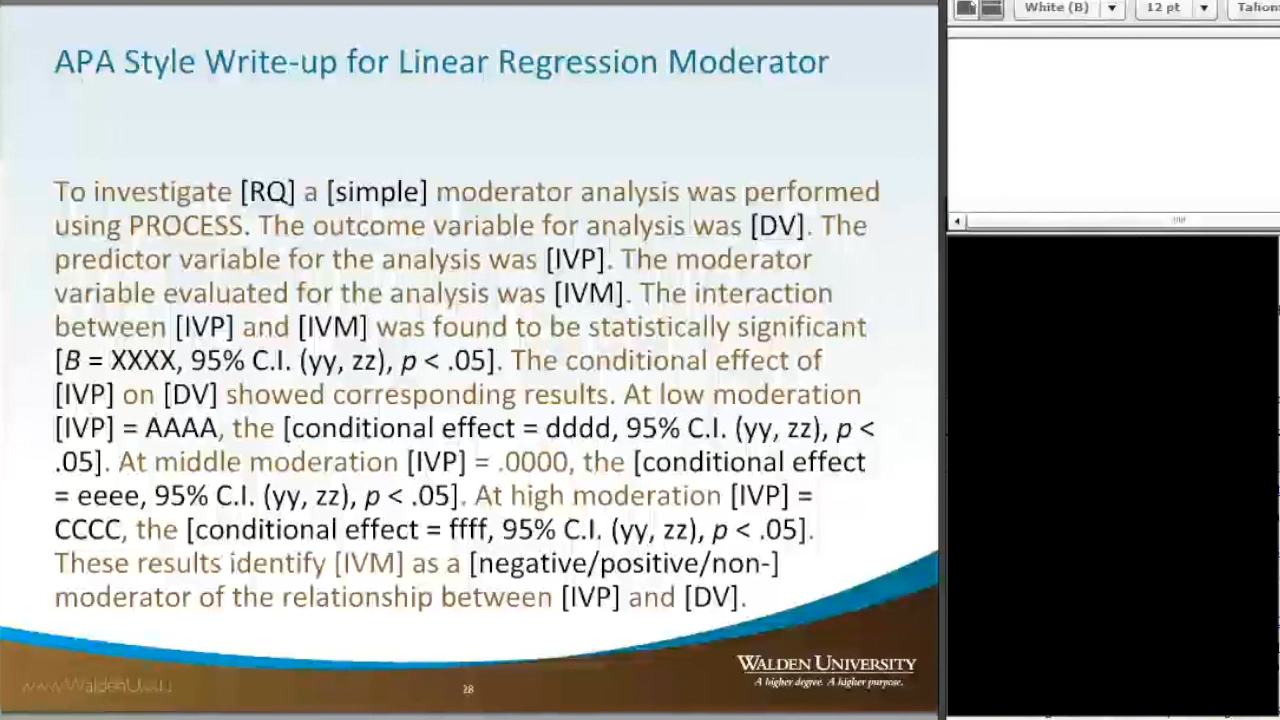 APA Style Write-up for Linear Regression Moderator
To investigate [RQ] a [simple] moderator analysis was performed
using PROCESS. The outcome variable for analysis was [DV]. The
predictor variable for the analysis was [IVP]. The moderator
variable evaluated for the analysis was [IVM]. The interaction
between [IVP] and [IVM] was found to be statistically significant
[B = XXXX, 95% C.I. (yy, zz), p < .05]. The conditional effect of
[IVP] on [DV] showed corresponding results. At low moderation
[IVP] = AAAA, the [conditional effect = dddd, 95% C.I. (yy, zz), p <
.05]. At middle moderation [IVP] = .0000, the [conditional effect
= eeee, 95% C.I. (yy, zz), p < .05]. At high moderation [IVP] =
CCCC, the [conditional effect = ffff, 95% C.I. (yy, zz), p < .05].
These results identify [IVM] as a [negative/positive/non-]
moderator of the relationship between [IVP] and [DV].
WALDEN UNIVERSITY
A higher degree. A higher purpose.
28
White (B)
12 pt